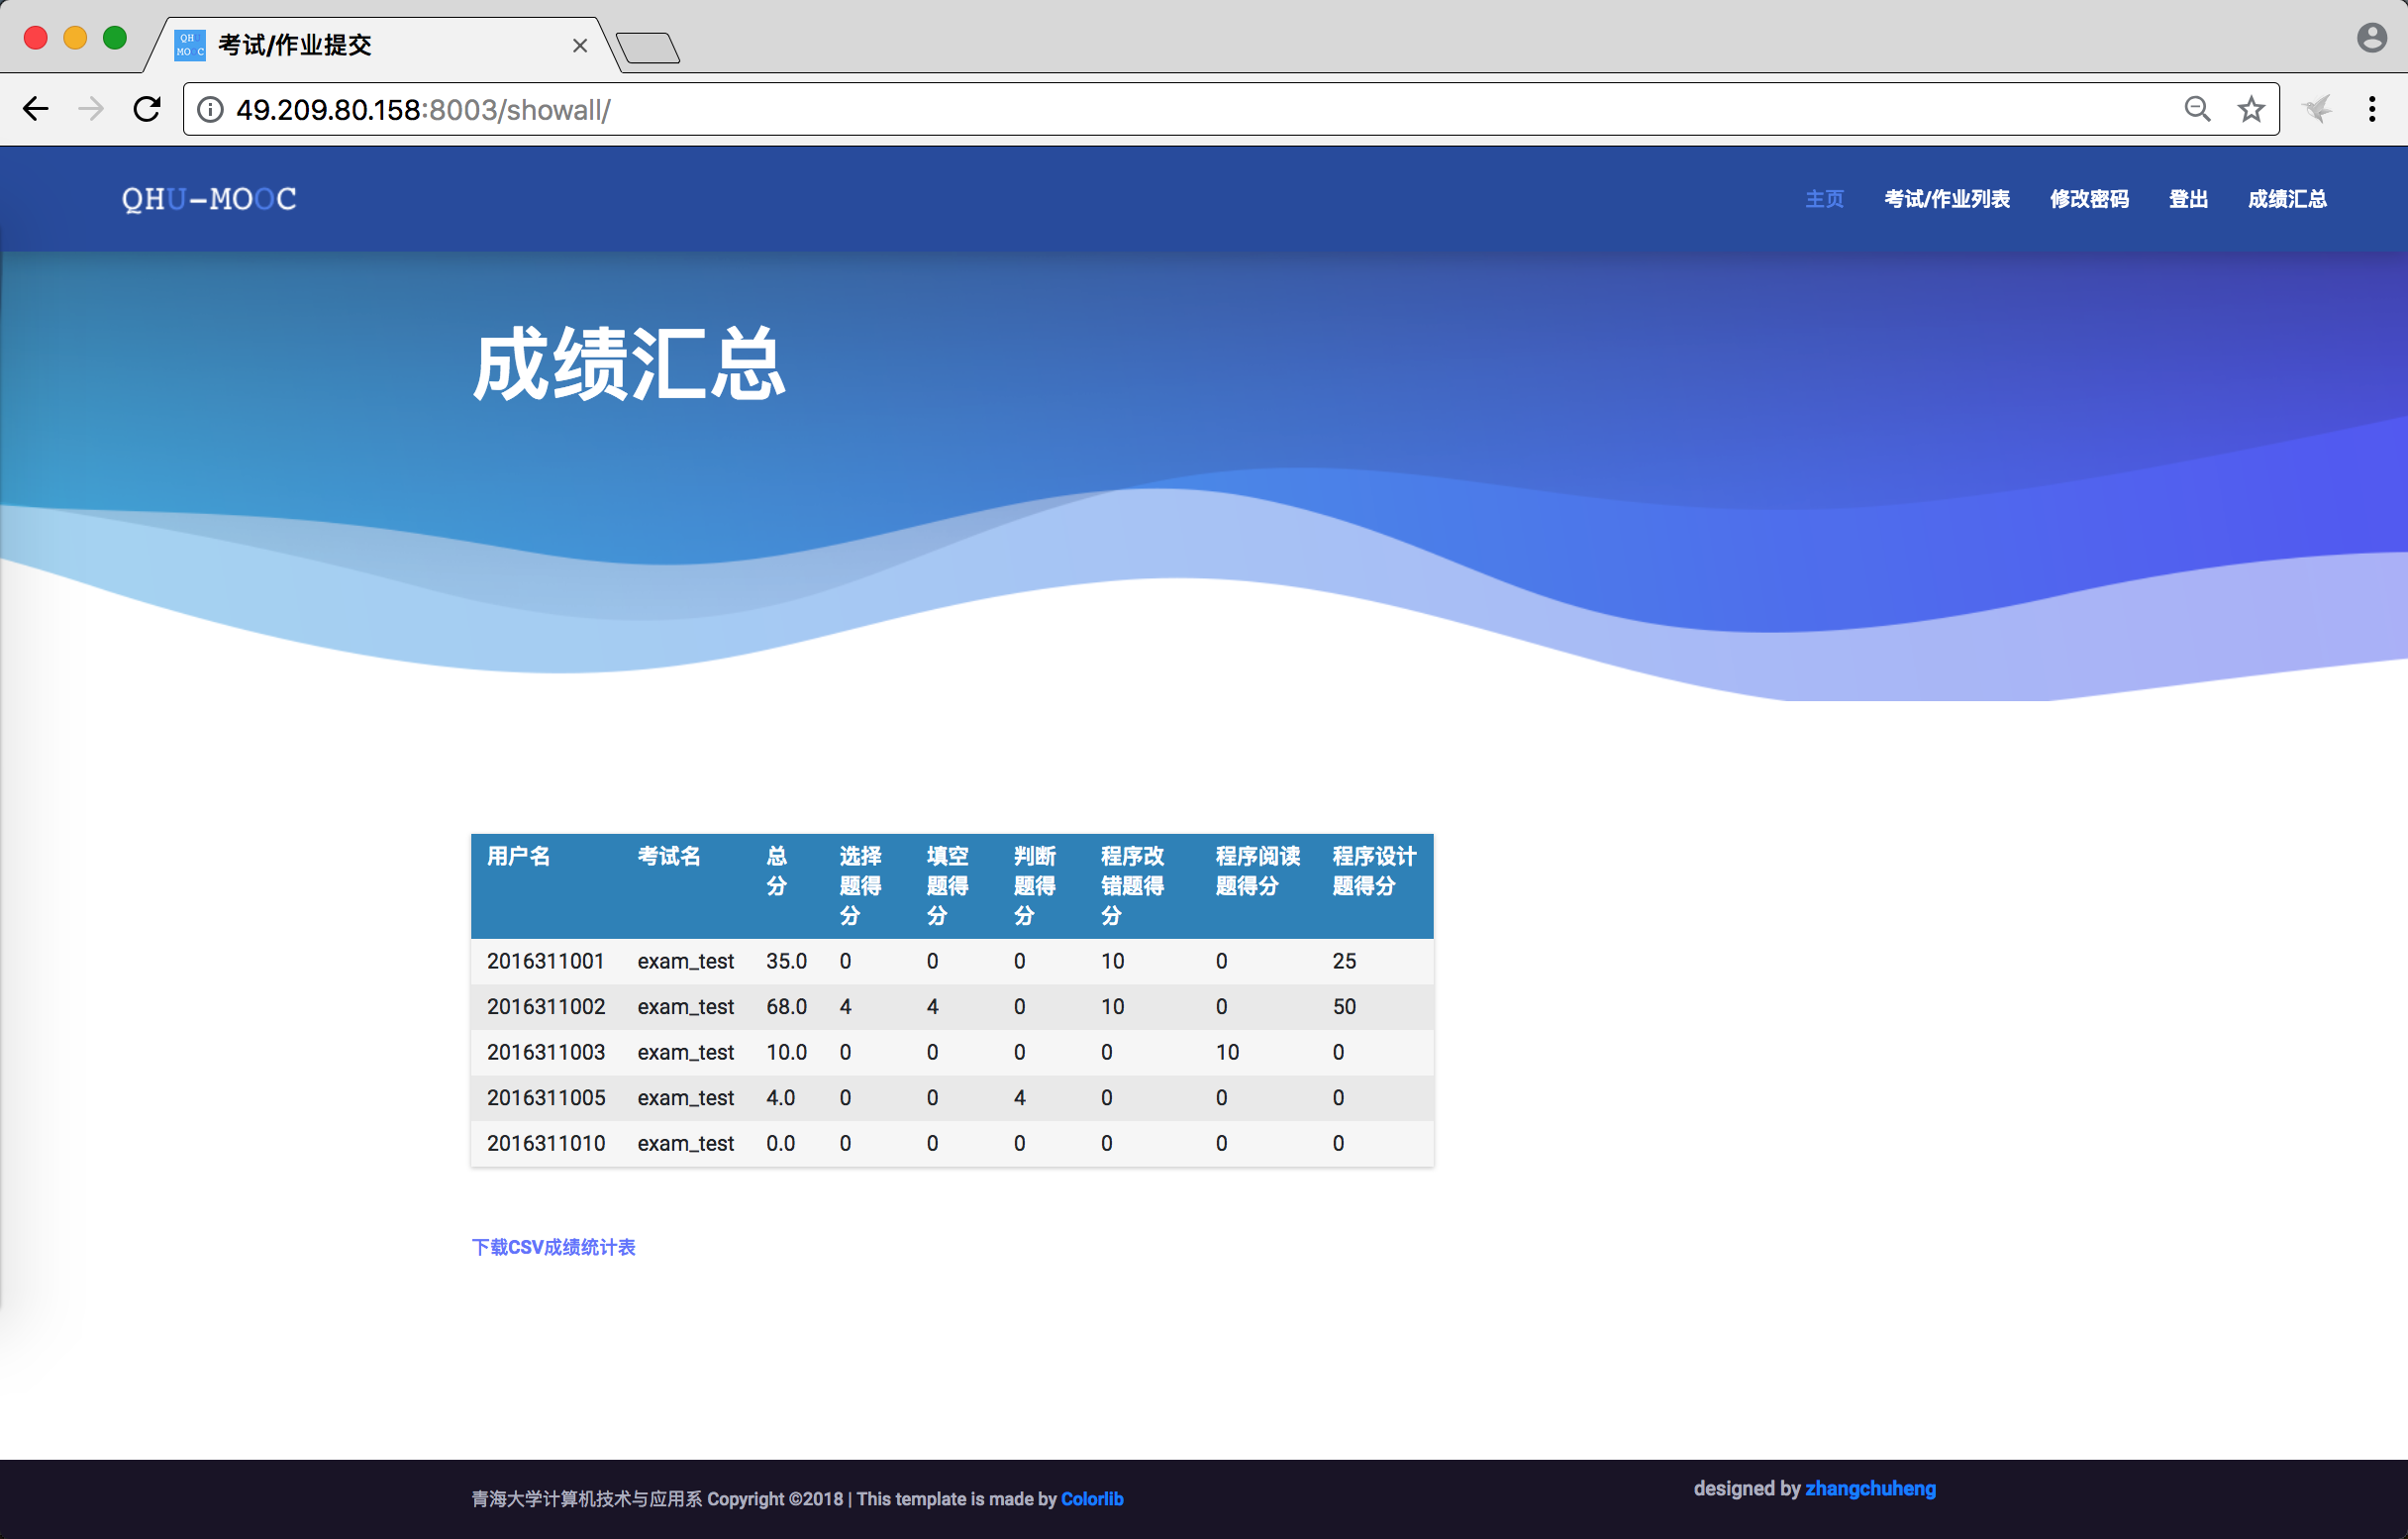 QH
MO C
考试/作业提交
49.209.80.158:8003/showall/
QHU-MOOC
主页 考试/作业列表 修改密码 登出 成绩汇总
成绩汇总
用户名 考试名 总分 选择题得分 填空题得分 判断题得分 程序改错题得分 程序阅读题得分 程序设计题得分
2016311001 exam_test 35.0 0 0 0 10 0 25
2016311002 exam_test 68.0 4 4 0 10 0 50
2016311003 exam_test 10.0 0 0 0 0 10 0
2016311005 exam_test 4.0 0 0 4 0 0 0
2016311010 exam_test 0.0 0 0 0 0 0 0
下载CSV成绩统计表
青海大学计算机技术与应用系 Copyright ©2018 | This template is made by Colorlib
designed by zhangchuheng